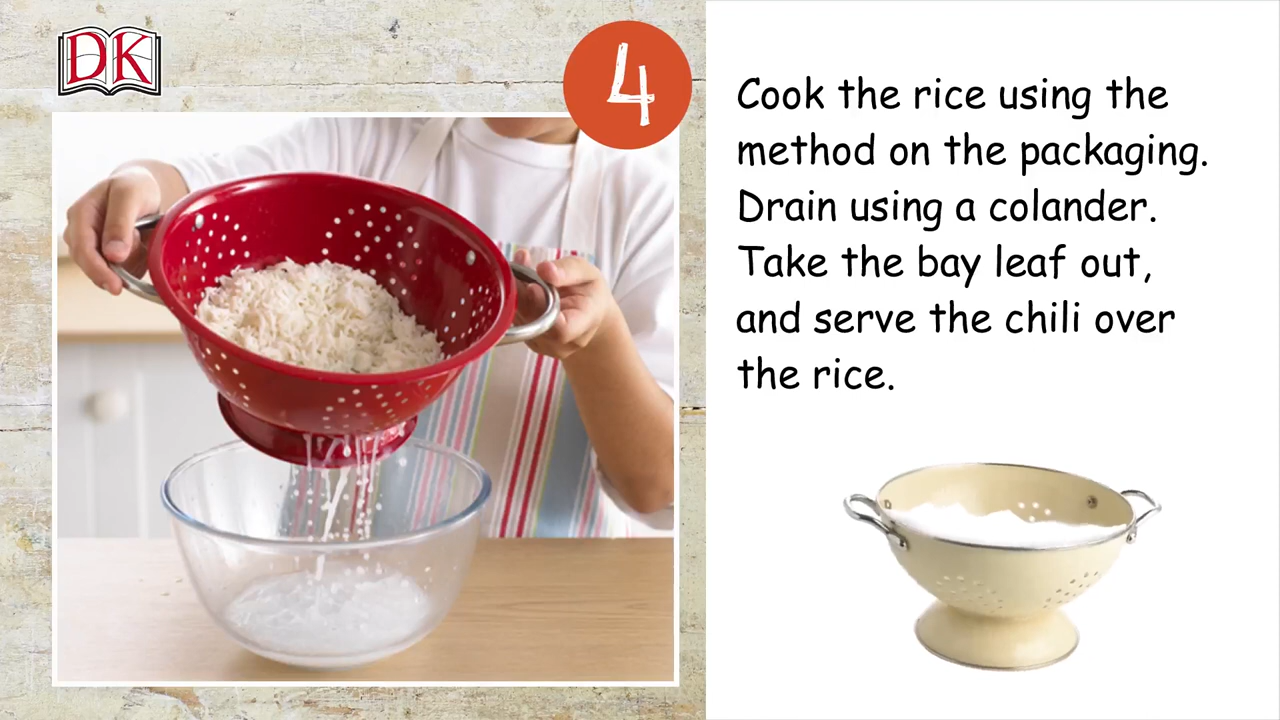 DK
4
Cook the rice using the
method on the packaging.
Drain using a colander.
Take the bay leaf out,
and serve the chili over
the rice.